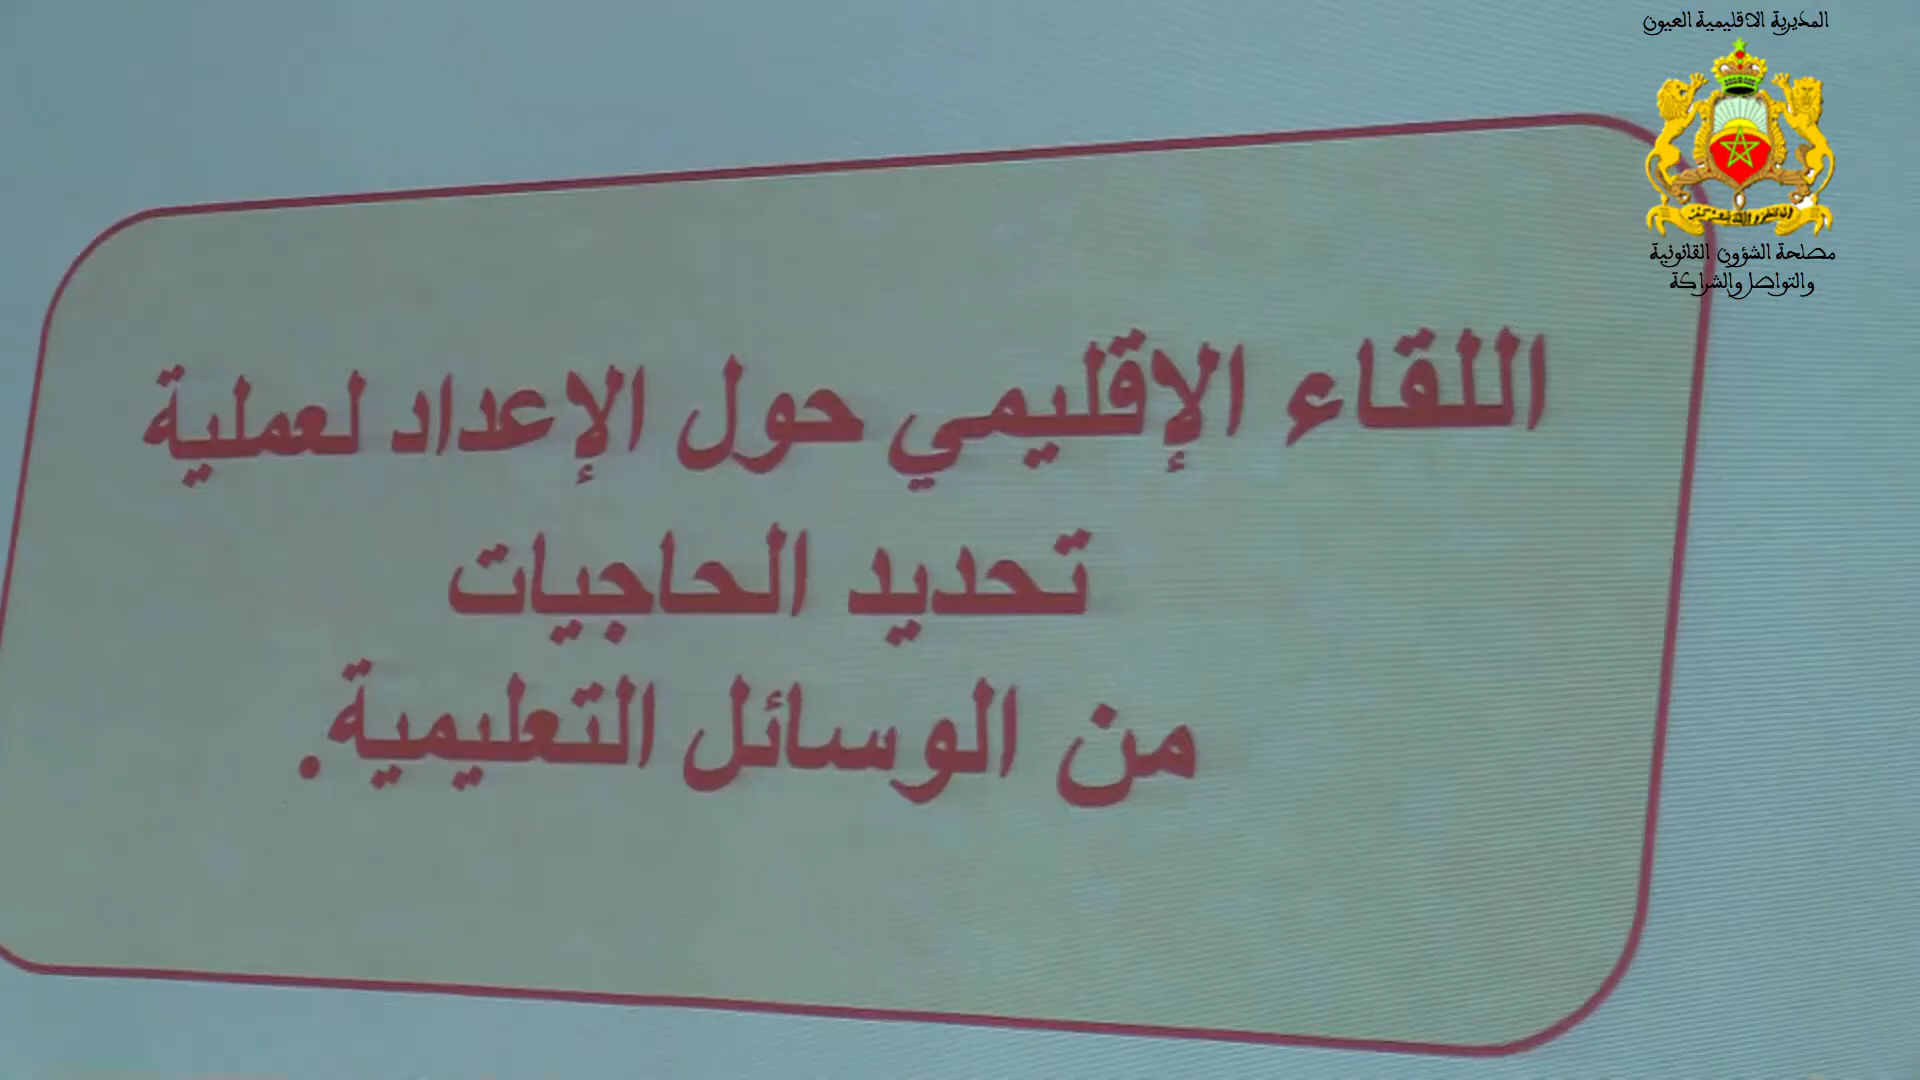 المديرية الاقليمية العيون
مصلحة الشؤون القانونية
والتواصل والشراكة
اللقاء الإقليمي حول الإعداد لعملية
تحديد الحاجيات
من الوسائل التعليمية.